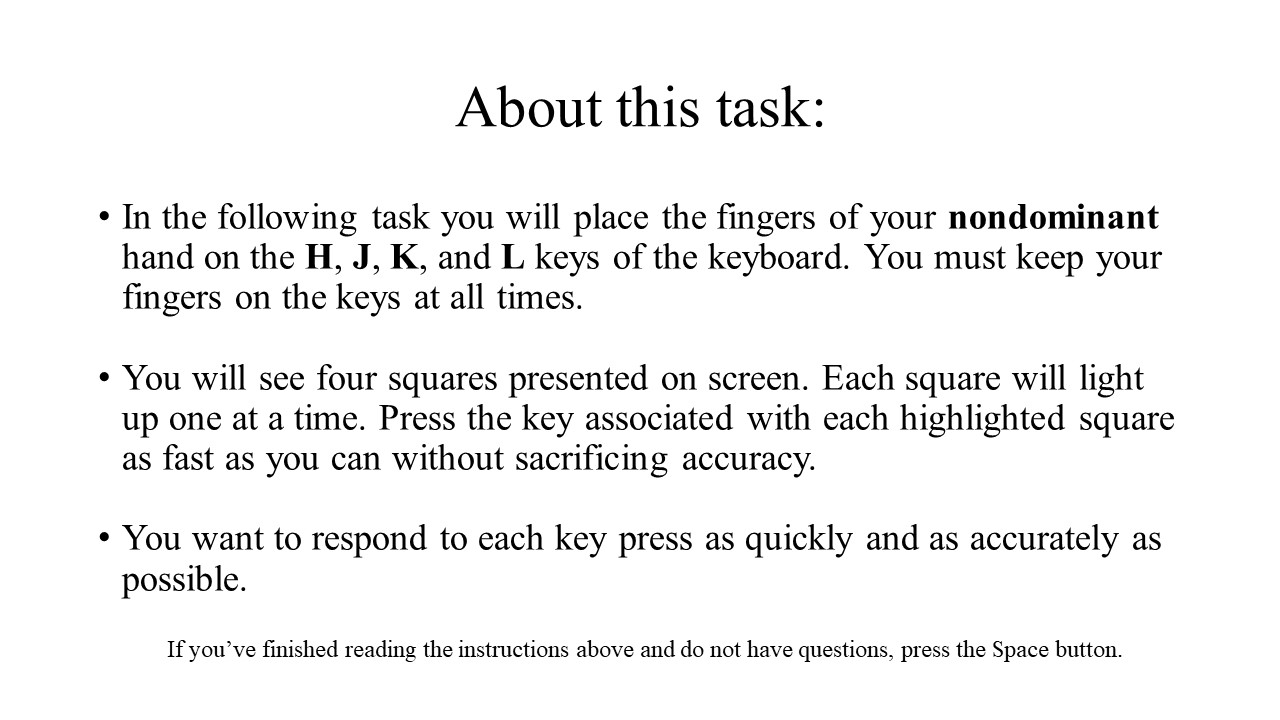 About this task:
• In the following task you will place the fingers of your nondominant
hand on the H, J, K, and L keys of the keyboard. You must keep your
fingers on the keys at all times.
• You will see four squares presented on screen. Each square will light
up one at a time. Press the key associated with each highlighted square
as fast as you can without sacrificing accuracy.
• You want to respond to each key press as quickly and as accurately as
possible.
If you’ve finished reading the instructions above and do not have questions, press the Space button.